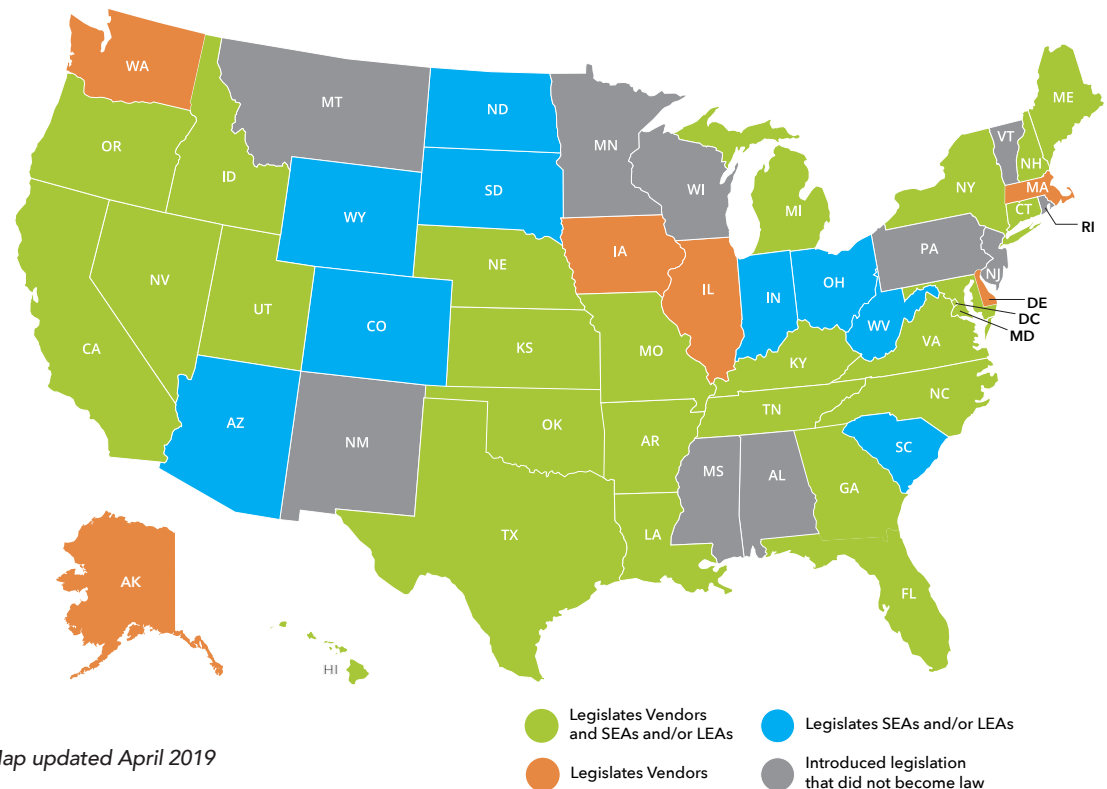 WA
MT
ND
MN
ME
VT
OR
ID
SD
WI
NH
NY
MA
MI
CT
WY
RI
PA
IA
NE
NJ
NV
IL
IN
OH
UT
CO
DE
DC
WV
MD
CA
KS
MO
KY
VA
NC
TN
AZ
OK
AR
NM
SC
MS
AL
GA
TX
LA
AK
FL
HI
Legislates Vendors
and SEAs and/or LEAs
Legislates SEAs and/or LEAs
Legislates Vendors
Introduced legislation
that did not become law
ap updated April 2019